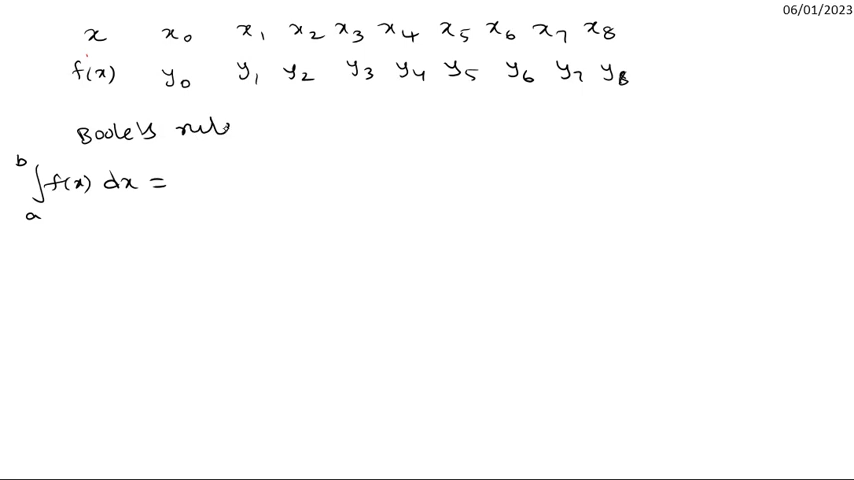 06/01/2023
x x₀ x₁ x₂ x₃ x₄ x₅ x₆ x₇ x₈
f(x) y₀ y₁ y₂ y₃ y₄ y₅ y₆ y₇ y₈
Boole's rule
∫ₐᵇ f(x) dx =